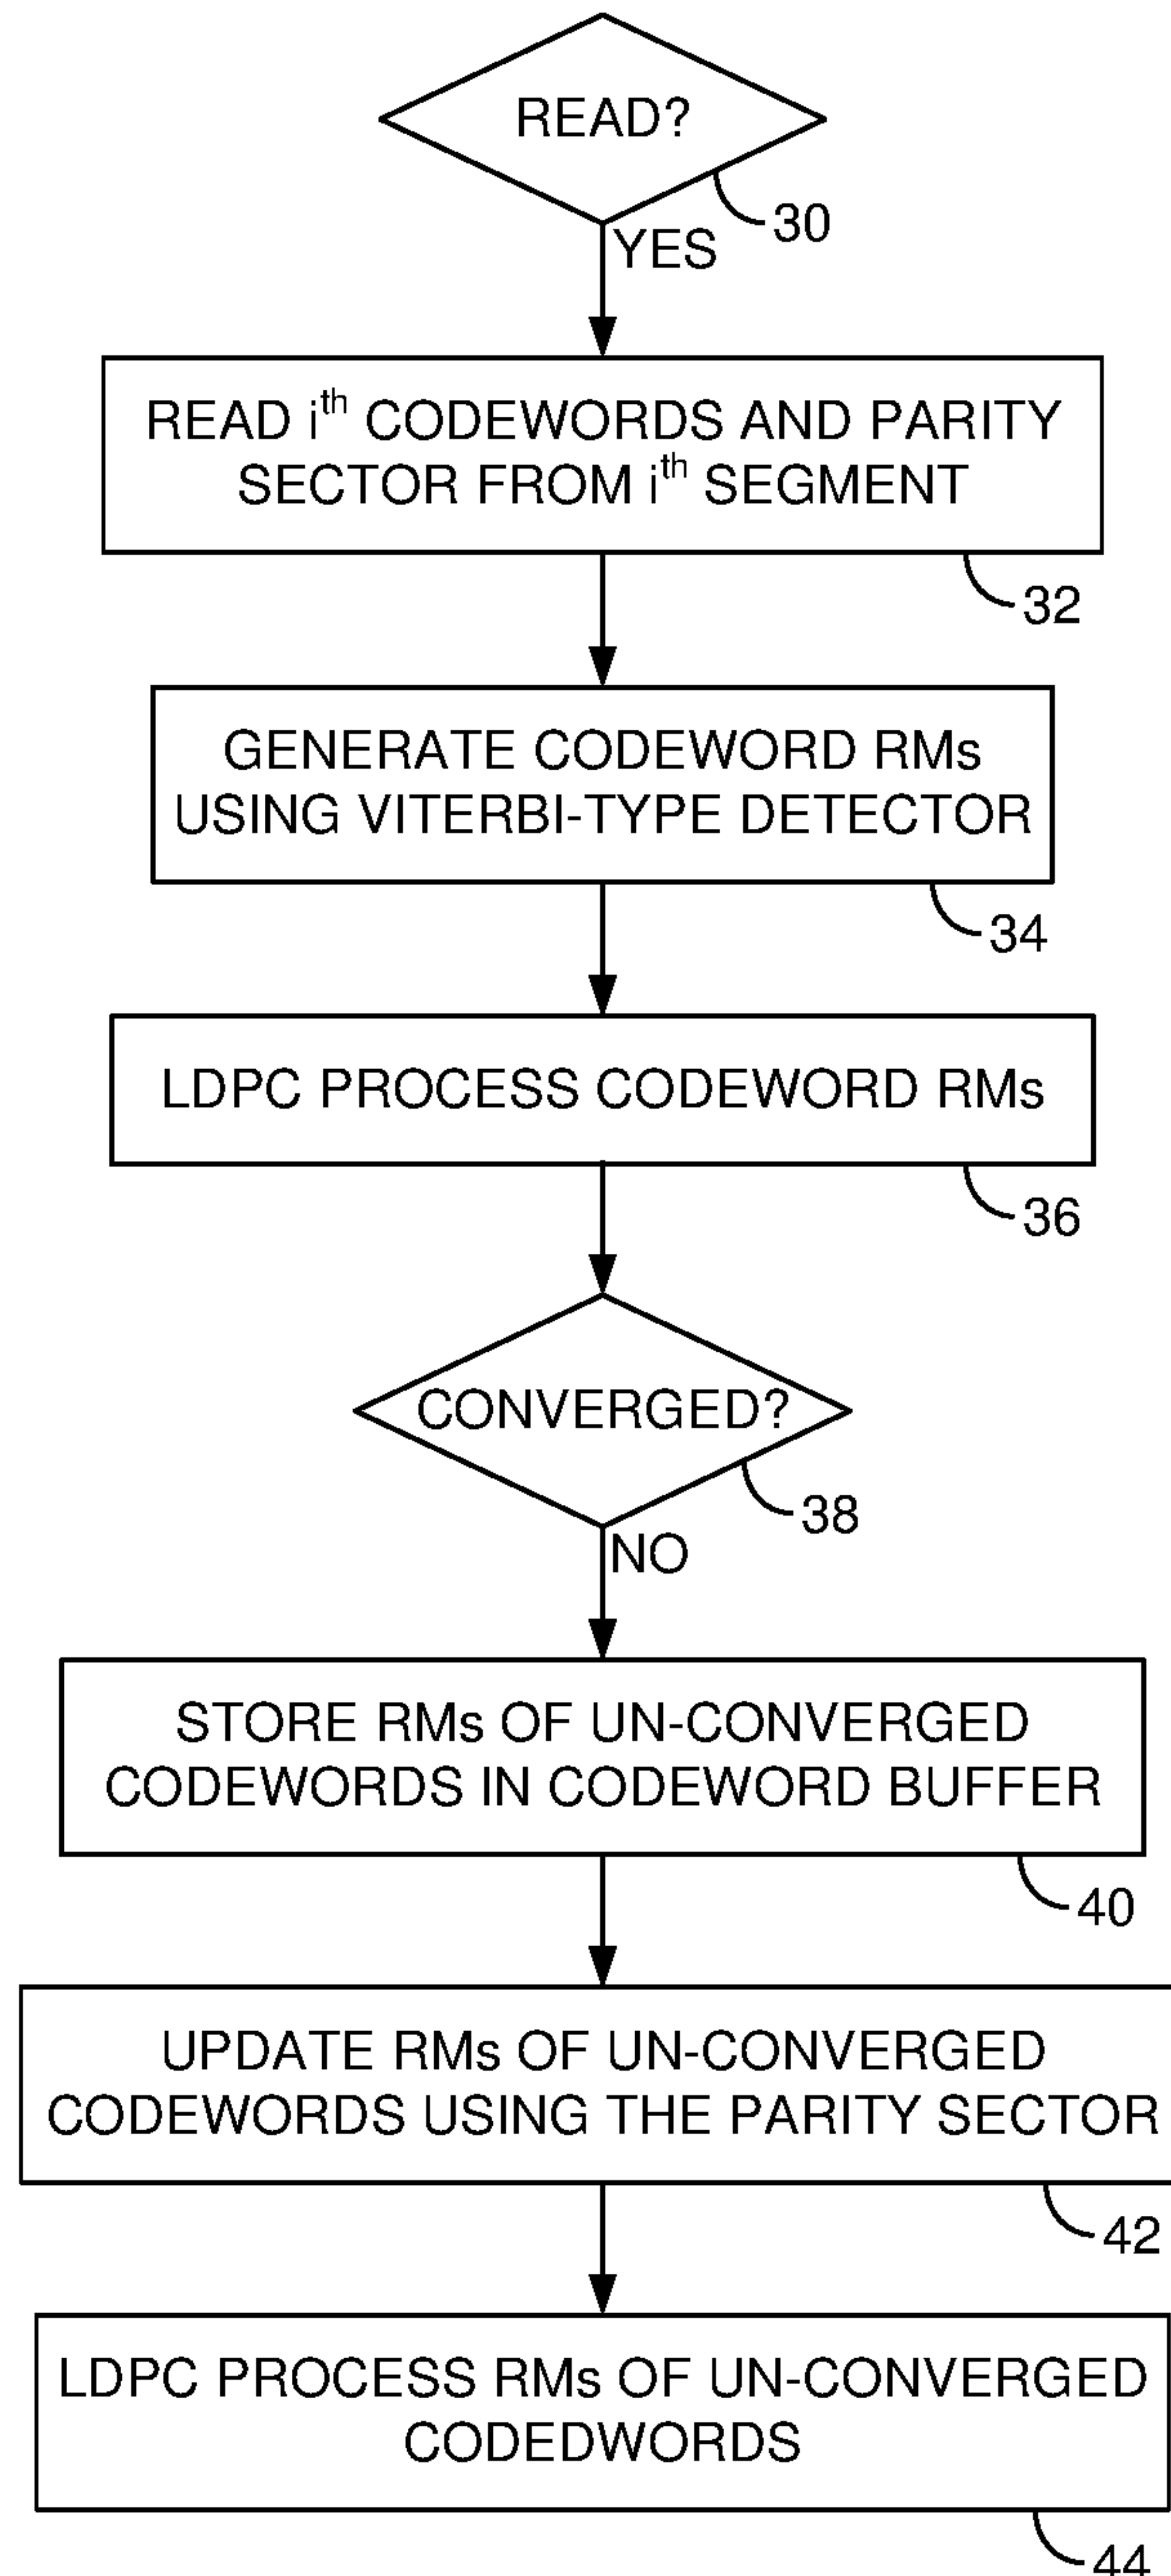 READ?
30
YES
READ ith CODEWORDS AND PARITY
SECTOR FROM ith SEGMENT
32
GENERATE CODEWORD RMs
USING VITERBI-TYPE DETECTOR
34
LDPC PROCESS CODEWORD RMs
36
CONVERGED?
38
NO
STORE RMs OF UN-CONVERGED
CODEWORDS IN CODEWORD BUFFER
40
UPDATE RMs OF UN-CONVERGED
CODEWORDS USING THE PARITY SECTOR
42
LDPC PROCESS RMs OF UN-CONVERGED
CODEDWORDS
44